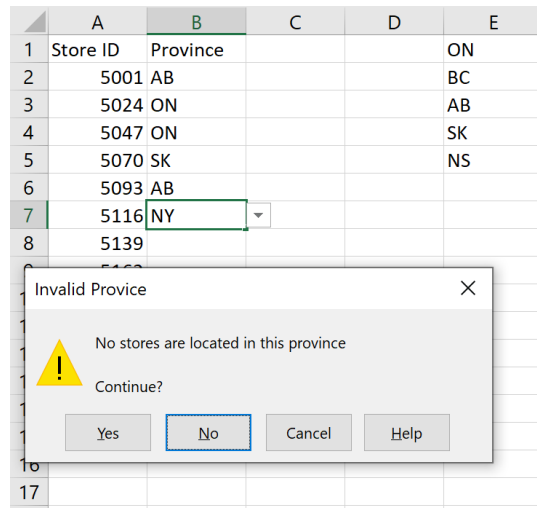 A B C D E
1 Store ID Province ON
2 5001 AB BC
3 5024 ON AB
4 5047 ON SK
5 5070 SK NS
6 5093 AB
7 5116 NY
8 5139
Invalid Provice
No stores are located in this province
Continue?
Yes No Cancel Help
16
17